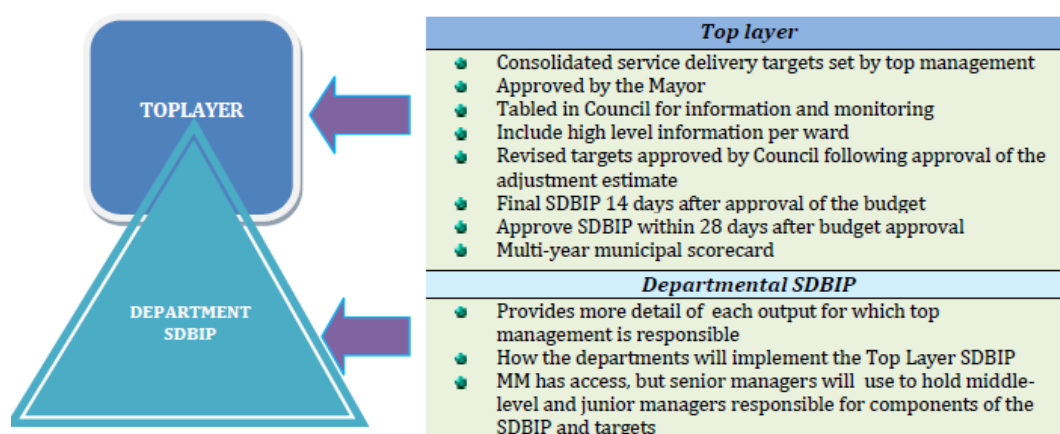 TOPLAYER
DEPARTMENT
SDBIP
Top layer
Consolidated service delivery targets set by top management
Approved by the Mayor
Tabled in Council for information and monitoring
Include high level information per ward
Revised targets approved by Council following approval of the
adjustment estimate
Final SDBIP 14 days after approval of the budget
Approve SDBIP within 28 days after budget approval
Multi-year municipal scorecard
Departmental SDBIP
Provides more detail of each output for which top
management is responsible
How the departments will implement the Top Layer SDBIP
MM has access, but senior managers will use to hold middle-
level and junior managers responsible for components of the
SDBIP and targets